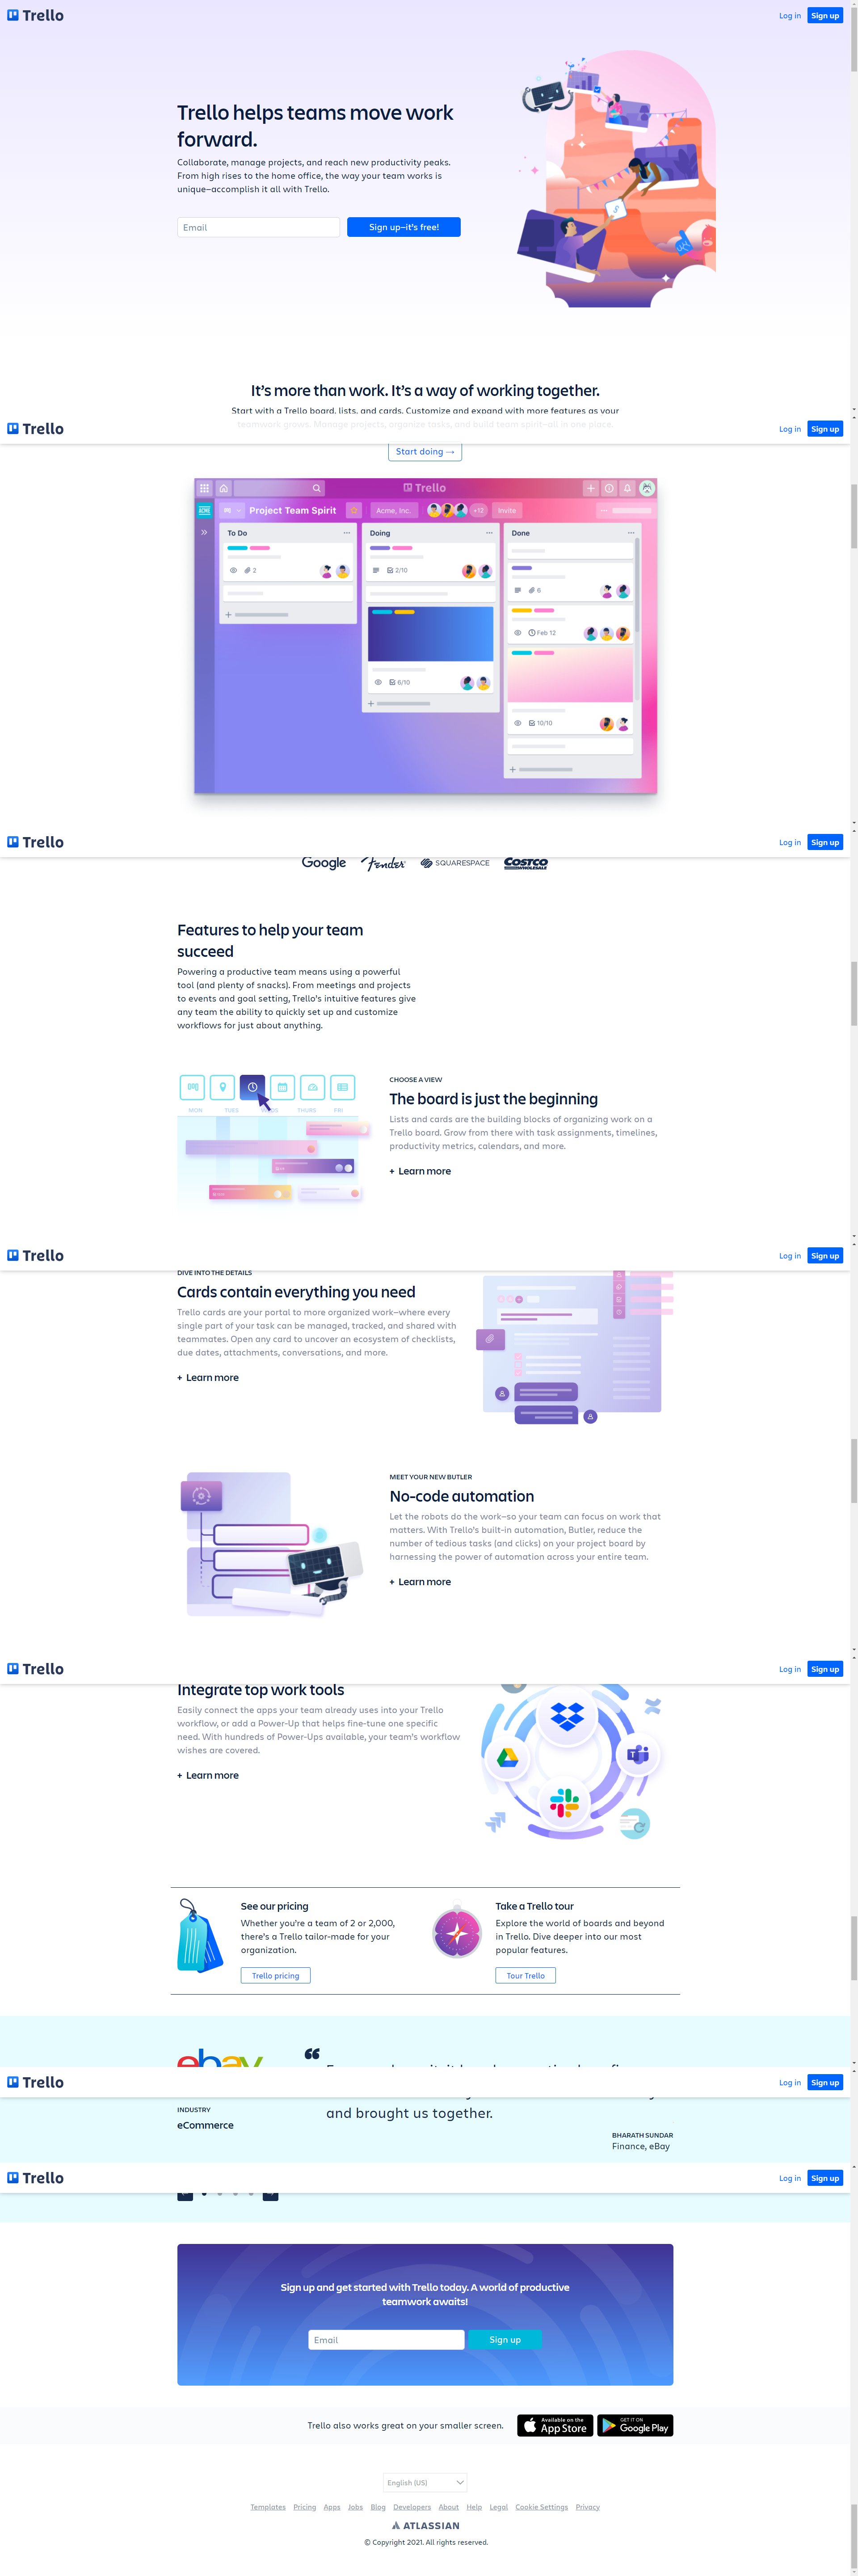 Trello
Log in
Sign up
Trello helps teams move work
forward.
Collaborate, manage projects, and reach new productivity peaks.
From high rises to the home office, the way your team works is
unique—accomplish it all with Trello.
Email
Sign up—it's free!
It's more than work. It's a way of working together.
Start with a Trello board, lists, and cards. Customize and expand with more features as your
teamwork grows. Manage projects, organize tasks, and build team spirit—all in one place.
Trello
Log in
Sign up
Start doing →
Trello
Project Team Spirit
Acme, Inc.
+12
Invite
ACME
To Do
Doing
Done
2
2/10
6
Feb 12
6/10
10/10
Trello
Log in
Sign up
Google
Fender
SQUARESPACE
COSTCO
WHOLESALE
Features to help your team
succeed
Powering a productive team means using a powerful
tool (and plenty of snacks). From meetings and projects
to events and goal setting, Trello's intuitive features give
any team the ability to quickly set up and customize
workflows for just about anything.
MON
TUES
THURS
FRI
CHOOSE A VIEW
The board is just the beginning
Lists and cards are the building blocks of organizing work on a
Trello board. Grow from there with task assignments, timelines,
productivity metrics, calendars, and more.
+ Learn more
Trello
Log in
Sign up
DIVE INTO THE DETAILS
Cards contain everything you need
Trello cards are your portal to more organized work—where every
single part of your task can be managed, tracked, and shared with
teammates. Open any card to uncover an ecosystem of checklists,
due dates, attachments, conversations, and more.
+ Learn more
MEET YOUR NEW BUTLER
No-code automation
Let the robots do the work—so your team can focus on work that
matters. With Trello's built-in automation, Butler, reduce the
number of tedious tasks (and clicks) on your project board by
harnessing the power of automation across your entire team.
+ Learn more
Trello
Log in
Sign up
Integrate top work tools
Easily connect the apps your team already uses into your Trello
workflow, or add a Power-Up that helps fine-tune one specific
need. With hundreds of Power-Ups available, your team's workflow
wishes are covered.
+ Learn more
See our pricing
Whether you're a team of 2 or 2,000,
there's a Trello tailor-made for your
organization.
Trello pricing
Take a Trello tour
Explore the world of boards and beyond
in Trello. Dive deeper into our most
popular features.
Tour Trello
ebay
“
Trello
Log in
Sign up
INDUSTRY
eCommerce
and brought us together.
BHARATH SUNDAR
Finance, eBay
Trello
Log in
Sign up
Sign up and get started with Trello today. A world of productive
teamwork awaits!
Email
Sign up
Trello also works great on your smaller screen.
Available on the
App Store
GET IT ON
Google Play
English (US)
Templates Pricing Apps Jobs Blog Developers About Help Legal Cookie Settings Privacy
ATLASSIAN
© Copyright 2021. All rights reserved.